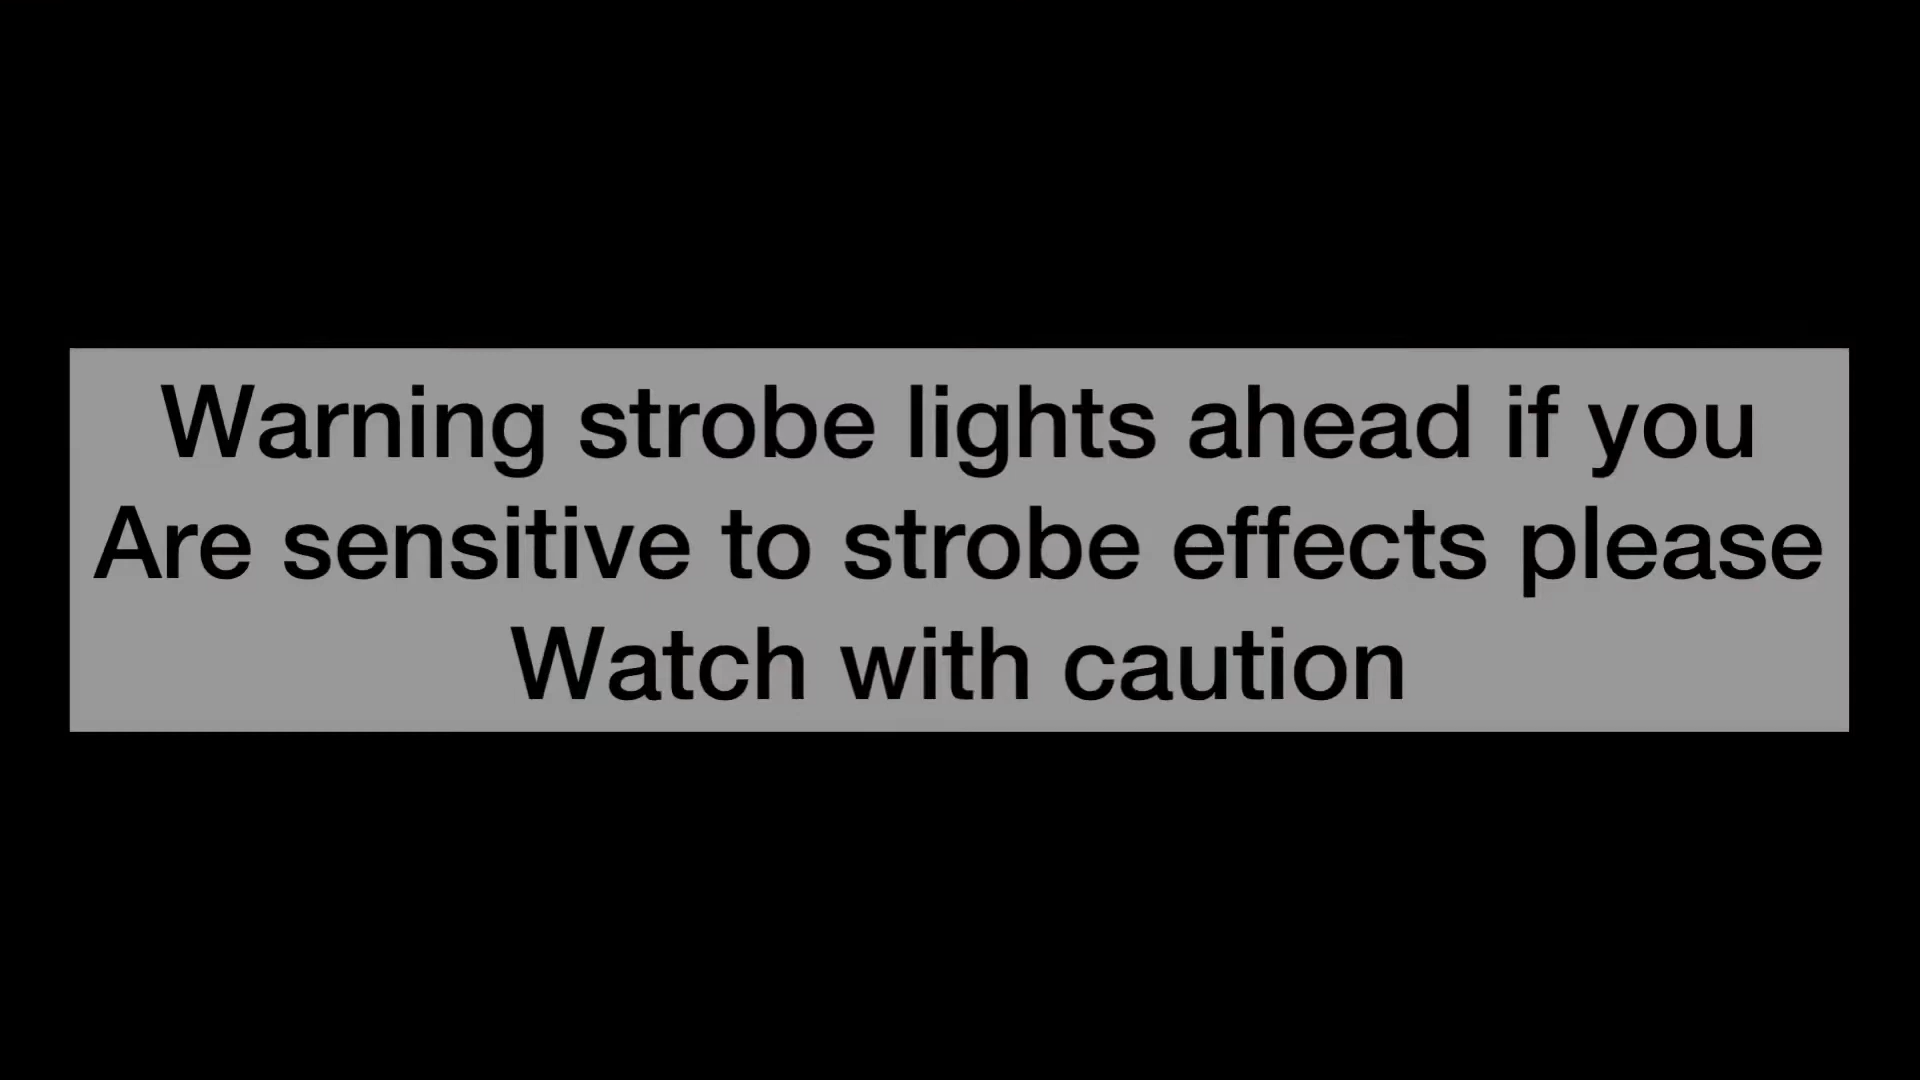 Warning strobe lights ahead if you
Are sensitive to strobe effects please
Watch with caution